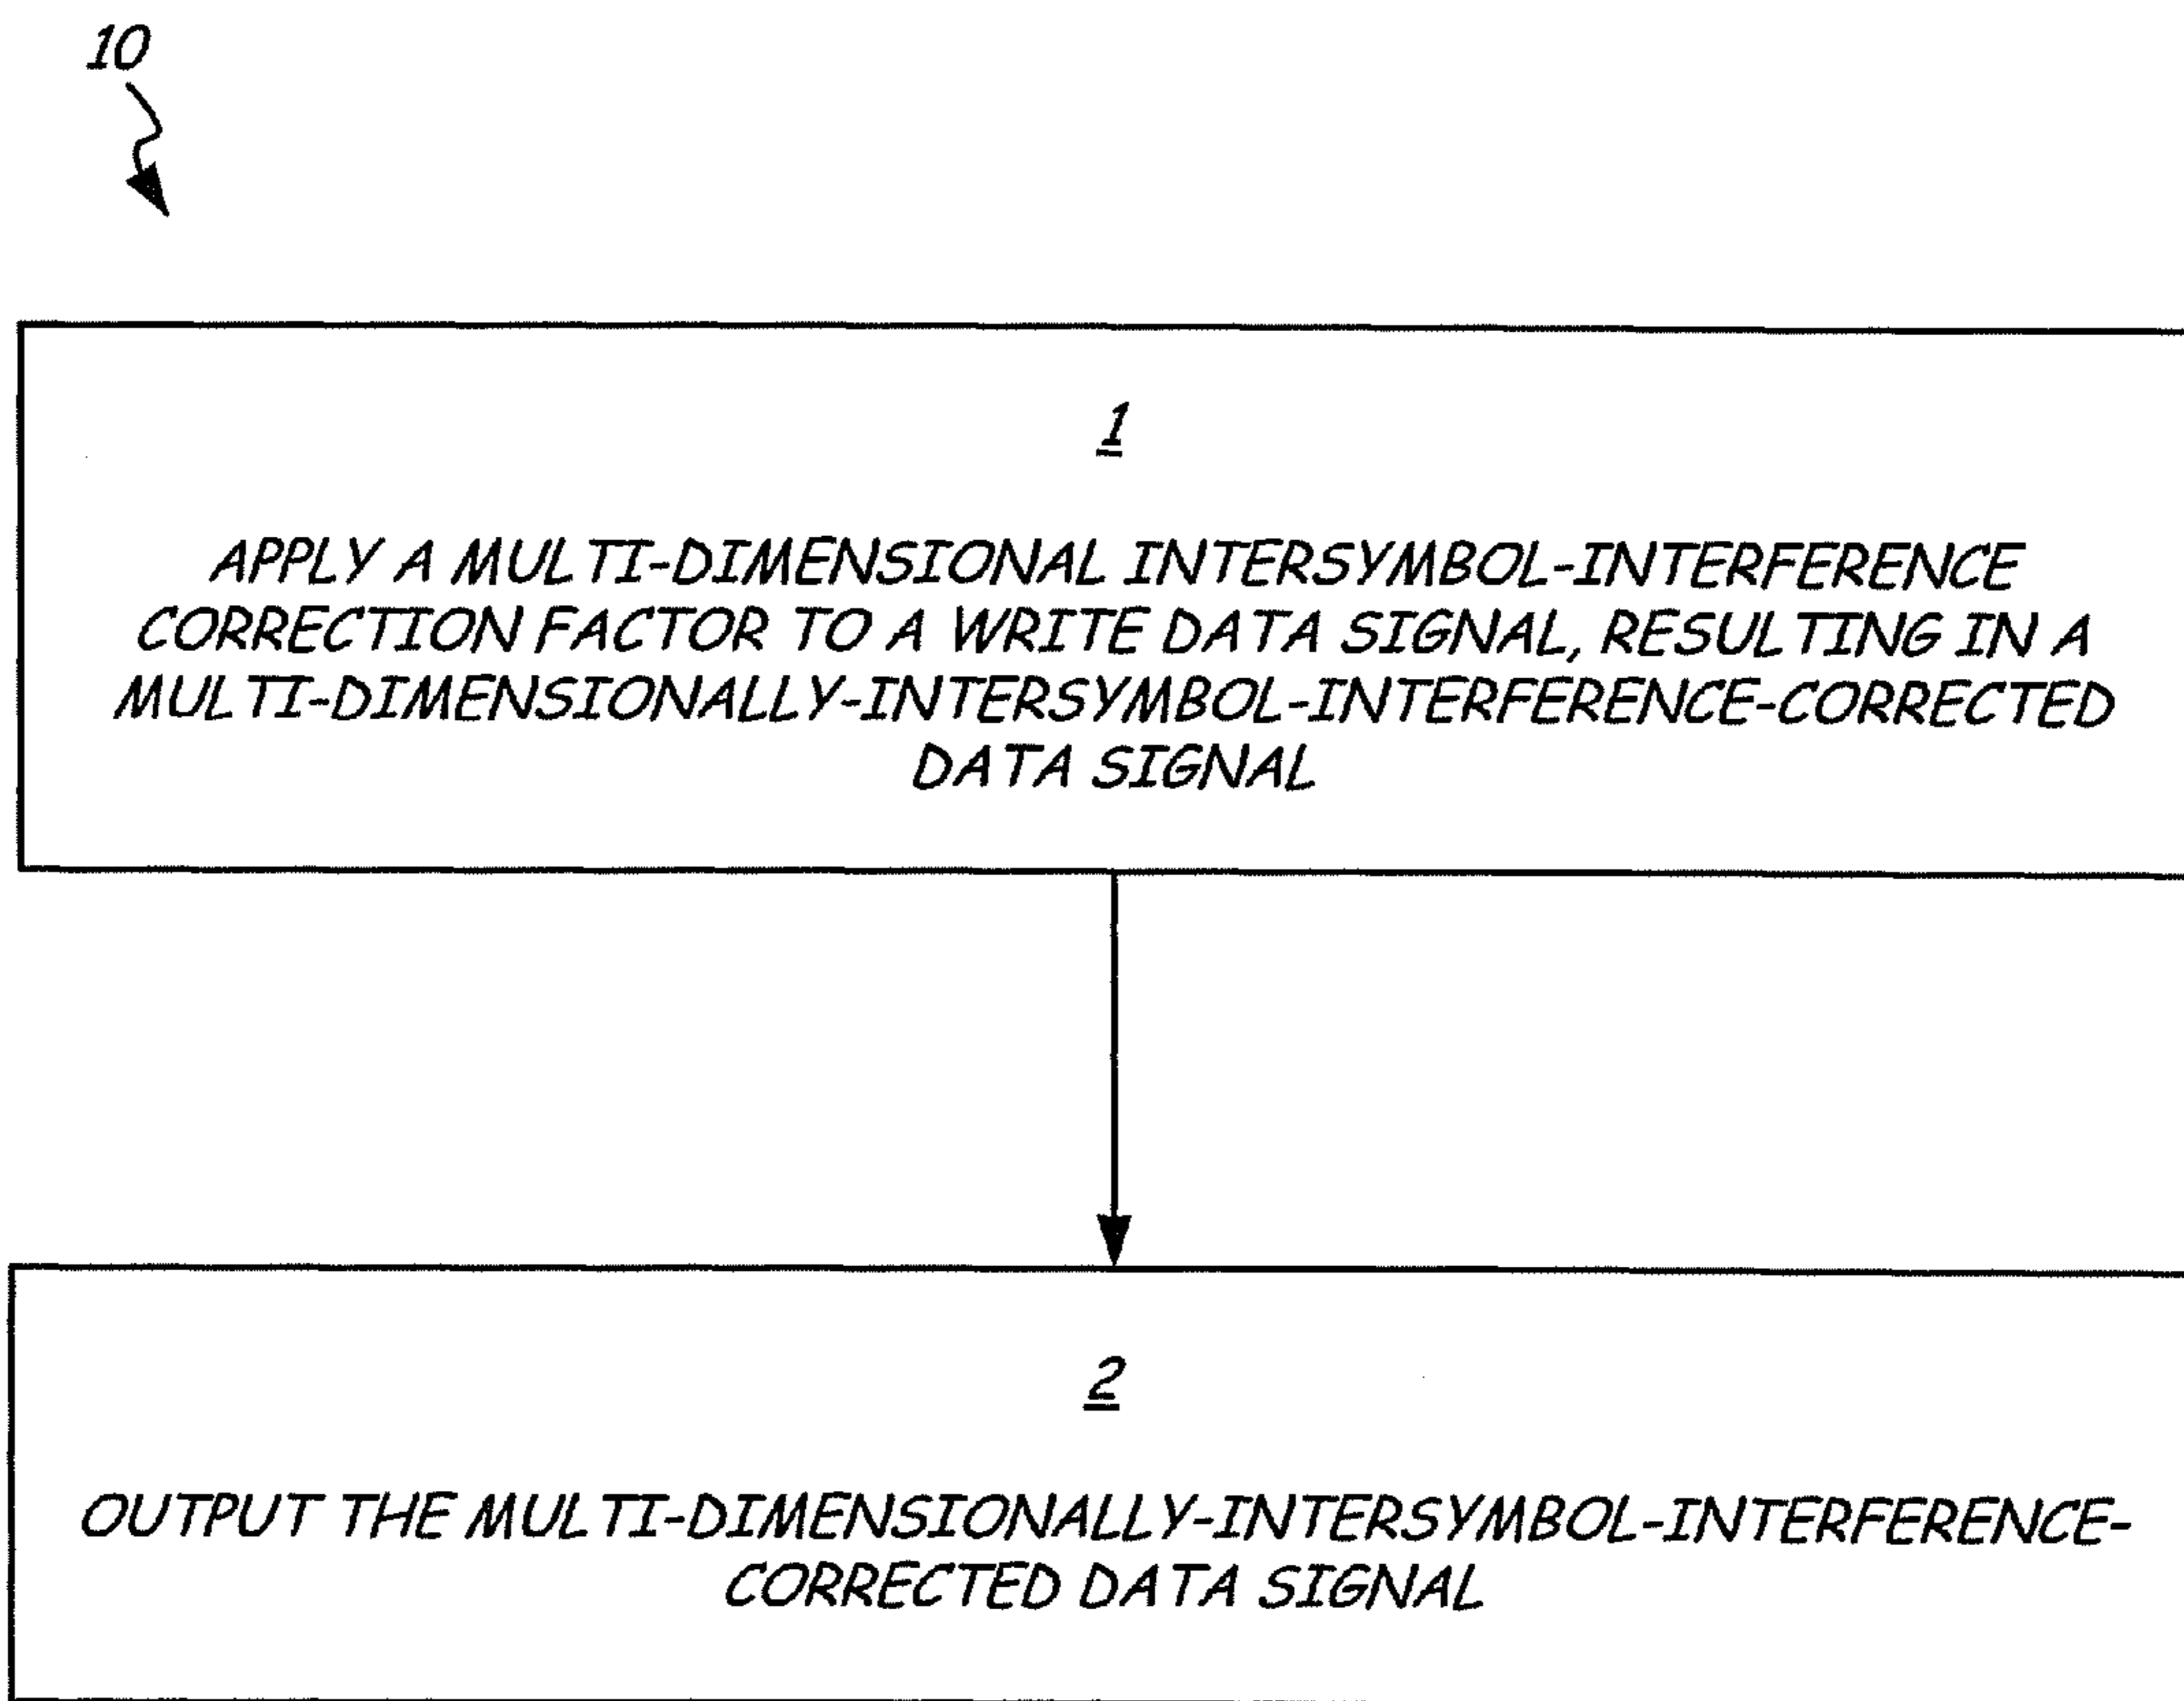 10
1
APPLY A MULTI-DIMENSIONAL INTERSYMBOL-INTERFERENCE
CORRECTION FACTOR TO A WRITE DATA SIGNAL, RESULTING IN A
MULTI-DIMENSIONALLY-INTERSYMBOL-INTERFERENCE-CORRECTED
DATA SIGNAL
2
OUTPUT THE MULTI-DIMENSIONALLY-INTERSYMBOL-INTERFERENCE-
CORRECTED DATA SIGNAL